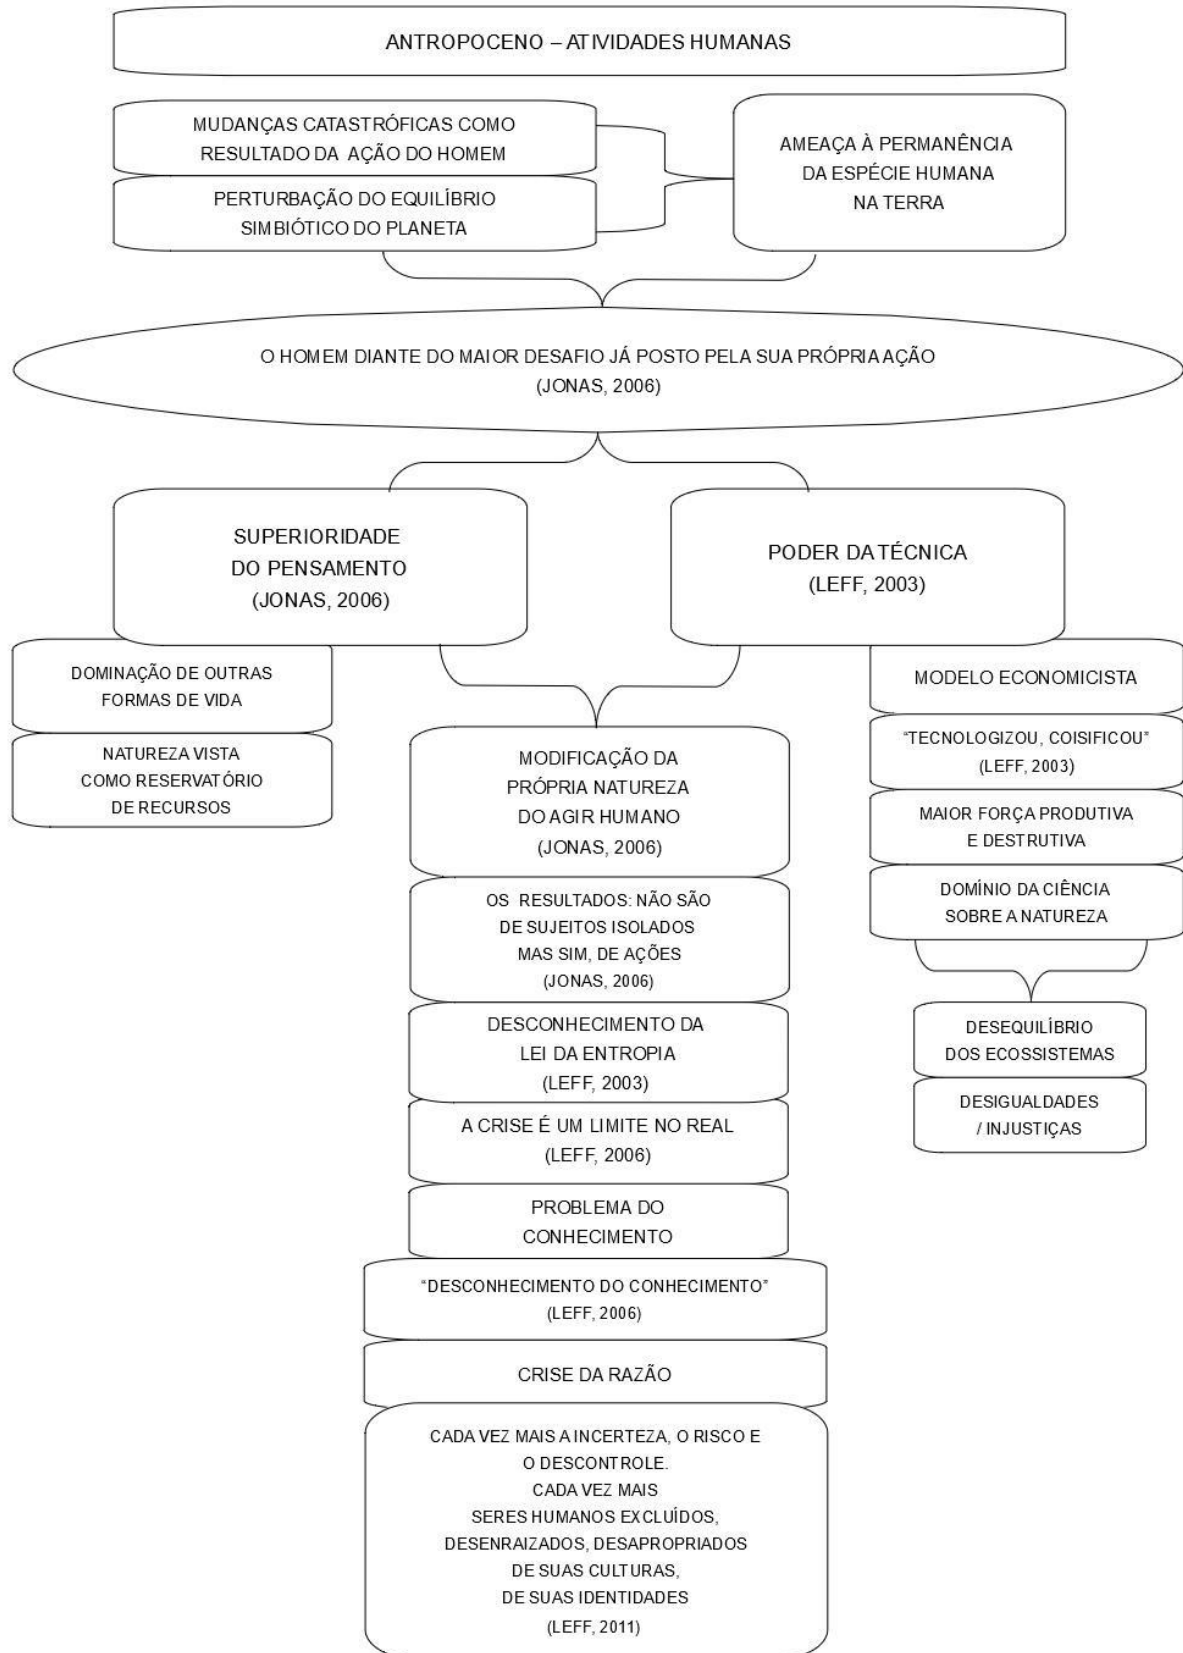 ANTROPOCENO – ATIVIDADES HUMANAS
MUDANÇAS CATASTRÓFICAS COMO
RESULTADO DA AÇÃO DO HOMEM
PERTURBAÇÃO DO EQUILÍBRIO
SIMBIÓTICO DO PLANETA
AMEAÇA À PERMANÊNCIA
DA ESPÉCIE HUMANA
NA TERRA
O HOMEM DIANTE DO MAIOR DESAFIO JÁ POSTO PELA SUA PRÓPRIA AÇÃO
(JONAS, 2006)
SUPERIORIDADE
DO PENSAMENTO
(JONAS, 2006)
PODER DA TÉCNICA
(LEFF, 2003)
DOMINAÇÃO DE OUTRAS
FORMAS DE VIDA
NATUREZA VISTA
COMO RESERVATÓRIO
DE RECURSOS
MODIFICAÇÃO DA
PRÓPRIA NATUREZA
DO AGIR HUMANO
(JONAS, 2006)
OS RESULTADOS: NÃO SÃO
DE SUJEITOS ISOLADOS
MAS SIM, DE AÇÕES
(JONAS, 2006)
DESCONHECIMENTO DA
LEI DA ENTROPIA
(LEFF, 2003)
A CRISE É UM LIMITE NO REAL
(LEFF, 2006)
PROBLEMA DO
CONHECIMENTO
“DESCONHECIMENTO DO CONHECIMENTO”
(LEFF, 2006)
CRISE DA RAZÃO
CADA VEZ MAIS A INCERTEZA, O RISCO E
O DESCONTROLE.
CADA VEZ MAIS
SERES HUMANOS EXCLUÍDOS,
DESENRAIZADOS, DESAPROPRIADOS
DE SUAS CULTURAS,
DE SUAS IDENTIDADES
(LEFF, 2011)
MODELO ECONOMICISTA
“TECNOLOGIZOU, COISIFICOU”
(LEFF, 2003)
MAIOR FORÇA PRODUTIVA
E DESTRUTIVA
DOMÍNIO DA CIÊNCIA
SOBRE A NATUREZA
DESEQUILÍBRIO
DOS ECOSSISTEMAS
DESIGUALDADES
/ INJUSTIÇAS